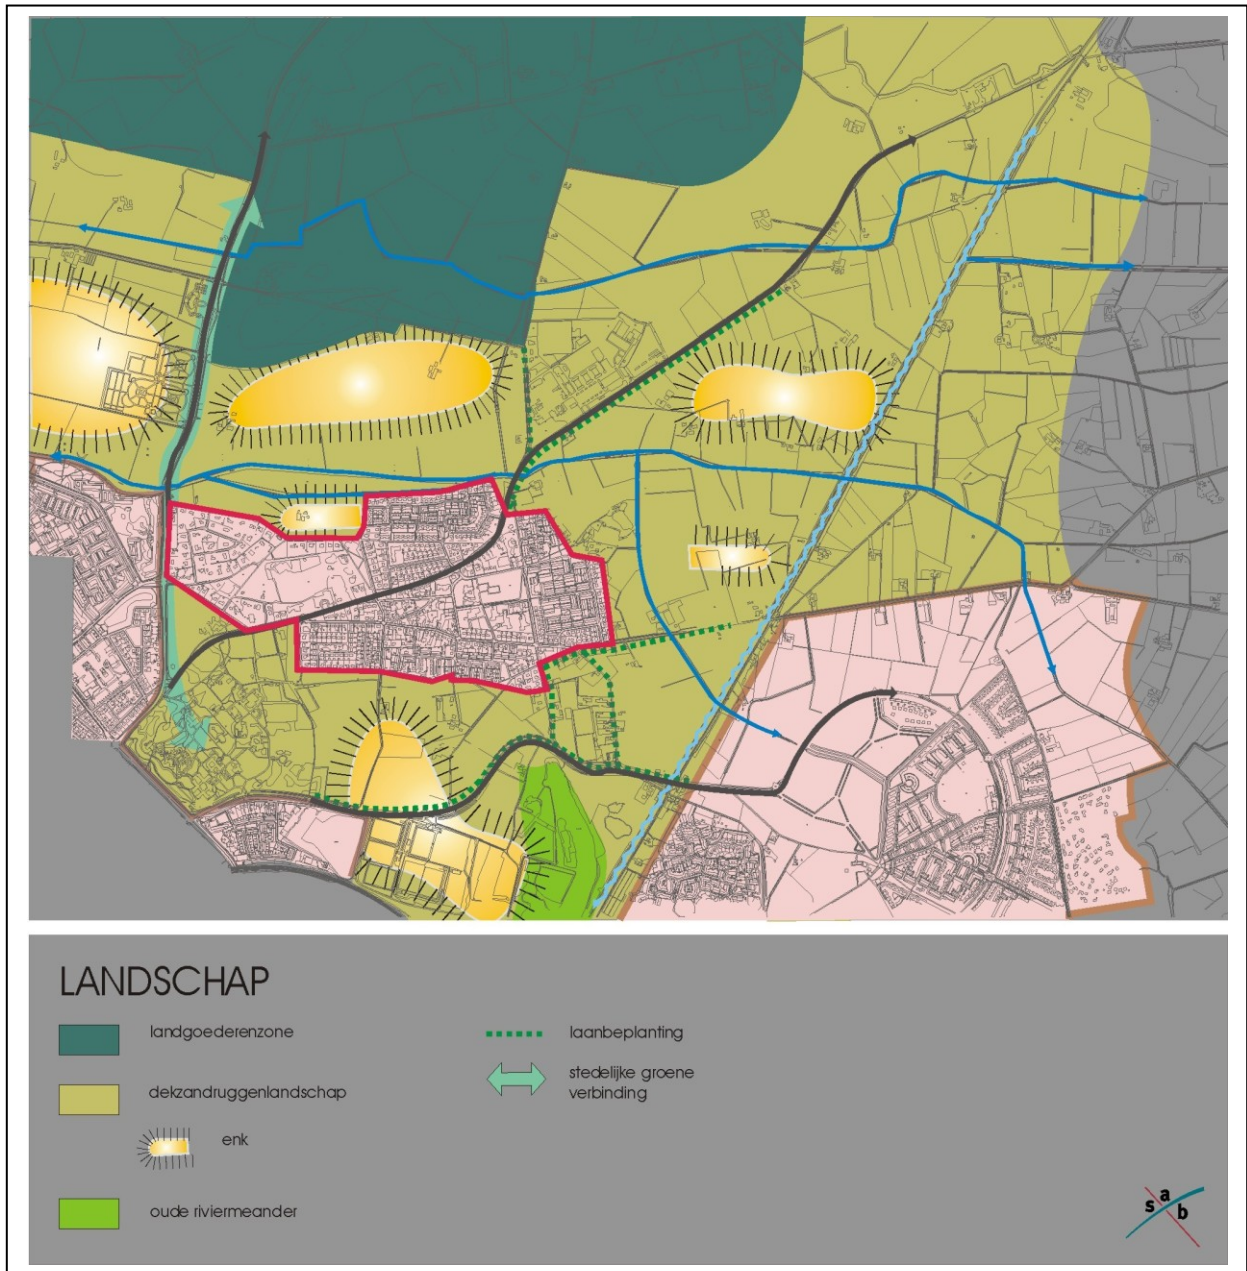 LANDSCHAP
landgoederenzone
dekzandruggenlandschap
enk
oude riviermeander
laanbeplanting
stedelijke groene
verbinding
s a b